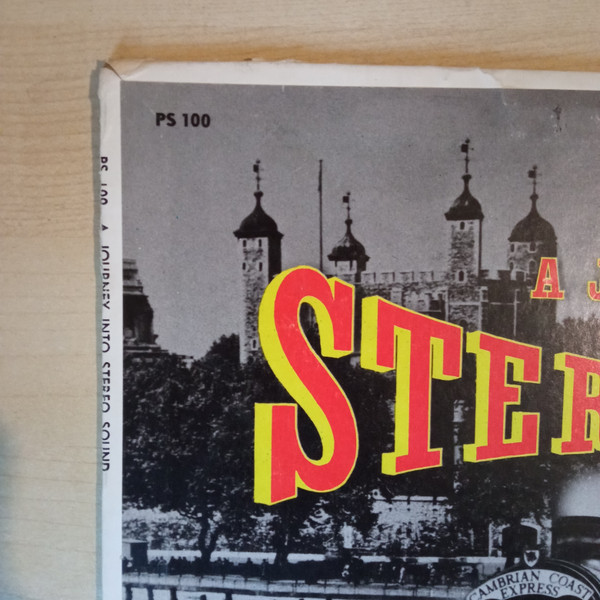 PS 100
PS 100 A JOURNEY INTO STEREO SOUND
A J
STER
CAMBRIAN COAST
EXPRESS